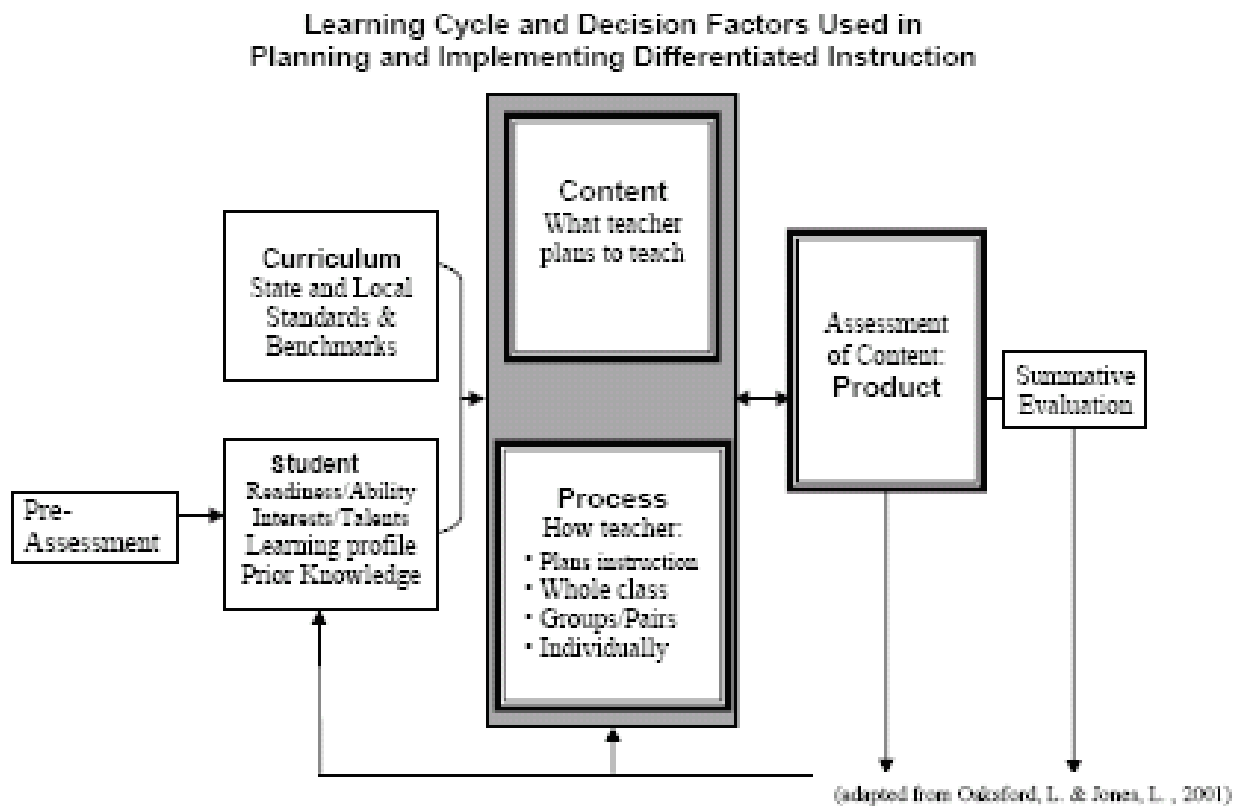 Learning Cycle and Decision Factors Used in
Planning and Implementing Differentiated Instruction
Pre-
Assessment
Curriculum
State and Local
Standards &
Benchmarks
Student
Readiness/Ability
Interests/Talents
Learning profile
Prior Knowledge
Content
What teacher
plans to teach
Process
How teacher:
• Plans instruction
• Whole class
• Groups/Pairs
• Individually
Assessment
of Content:
Product
Summative
Evaluation
(adapted from Oaksford, L. & Jones, L. , 2001)